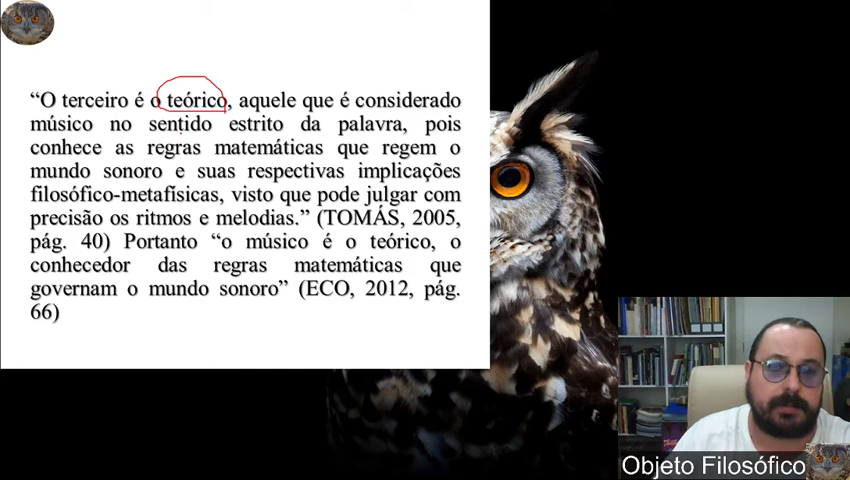 “O terceiro é o teórico, aquele que é considerado
músico no sentido estrito da palavra, pois
conhece as regras matemáticas que regem o
mundo sonoro e suas respectivas implicações
filosófico-metafísicas, visto que pode julgar com
precisão os ritmos e melodias.” (TOMÁS, 2005,
pág. 40) Portanto “o músico é o teórico, o
conhecedor das regras matemáticas que
governam o mundo sonoro” (ECO, 2012, pág.
66)
Objeto Filosófico